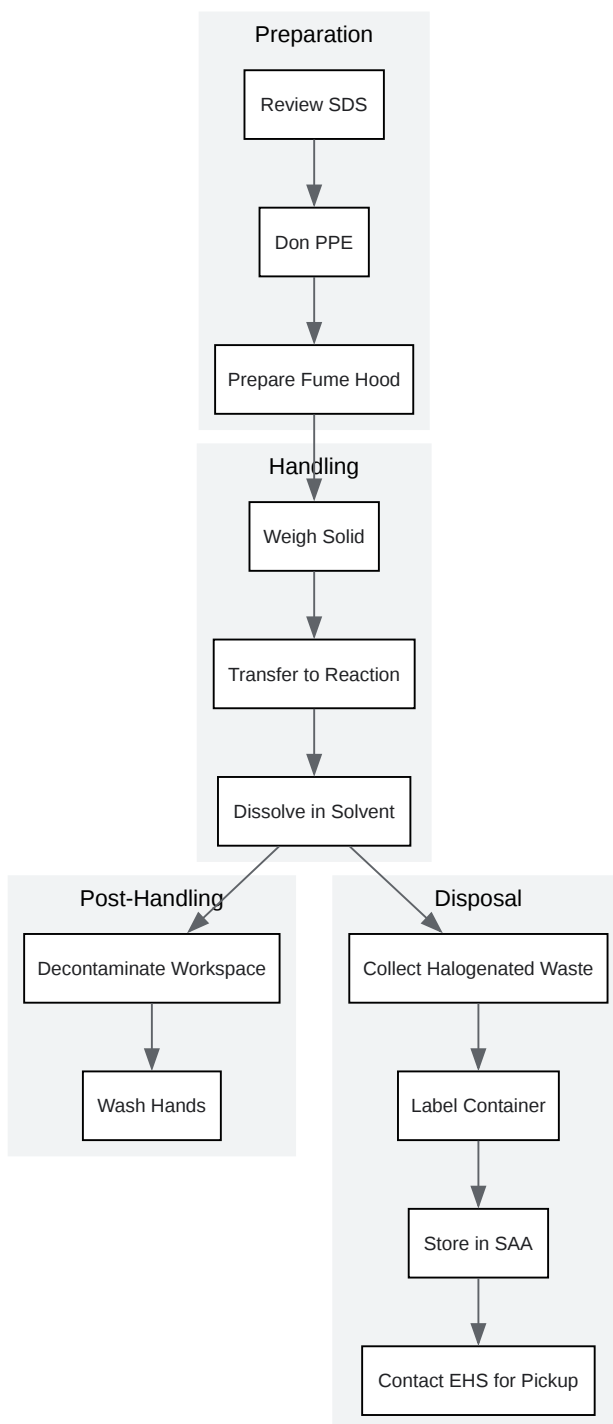 Preparation
Review SDS
Don PPE
Prepare Fume Hood
Handling
Weigh Solid
Transfer to Reaction
Dissolve in Solvent
Post-Handling
Decontaminate Workspace
Wash Hands
Disposal
Collect Halogenated Waste
Label Container
Store in SAA
Contact EHS for Pickup